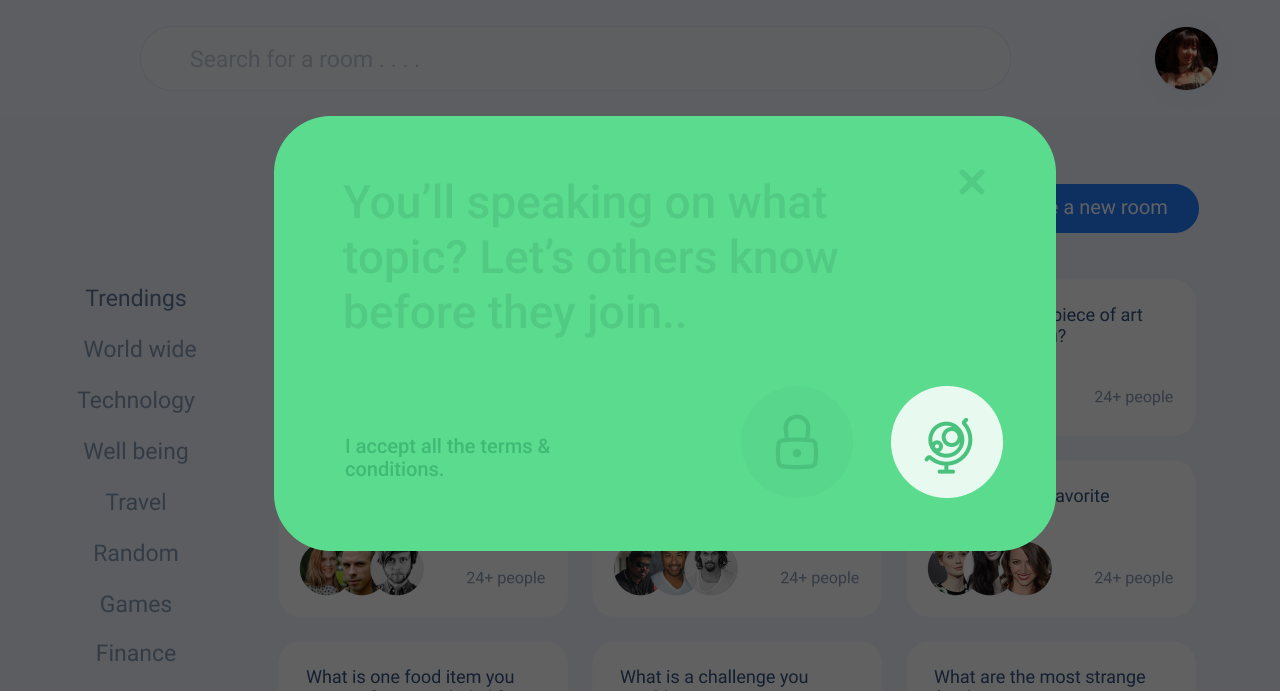 Search for a room . . . .
You’ll speaking on what
topic? Let’s others know
before they join..
a new room
Trendings
World wide
Technology
Well being
Travel
Random
Games
Finance
piece of art
?
24+ people
I accept all the terms &
conditions.
24+ people
24+ people
24+ people
What is one food item you
What is a challenge you
What are the most strange